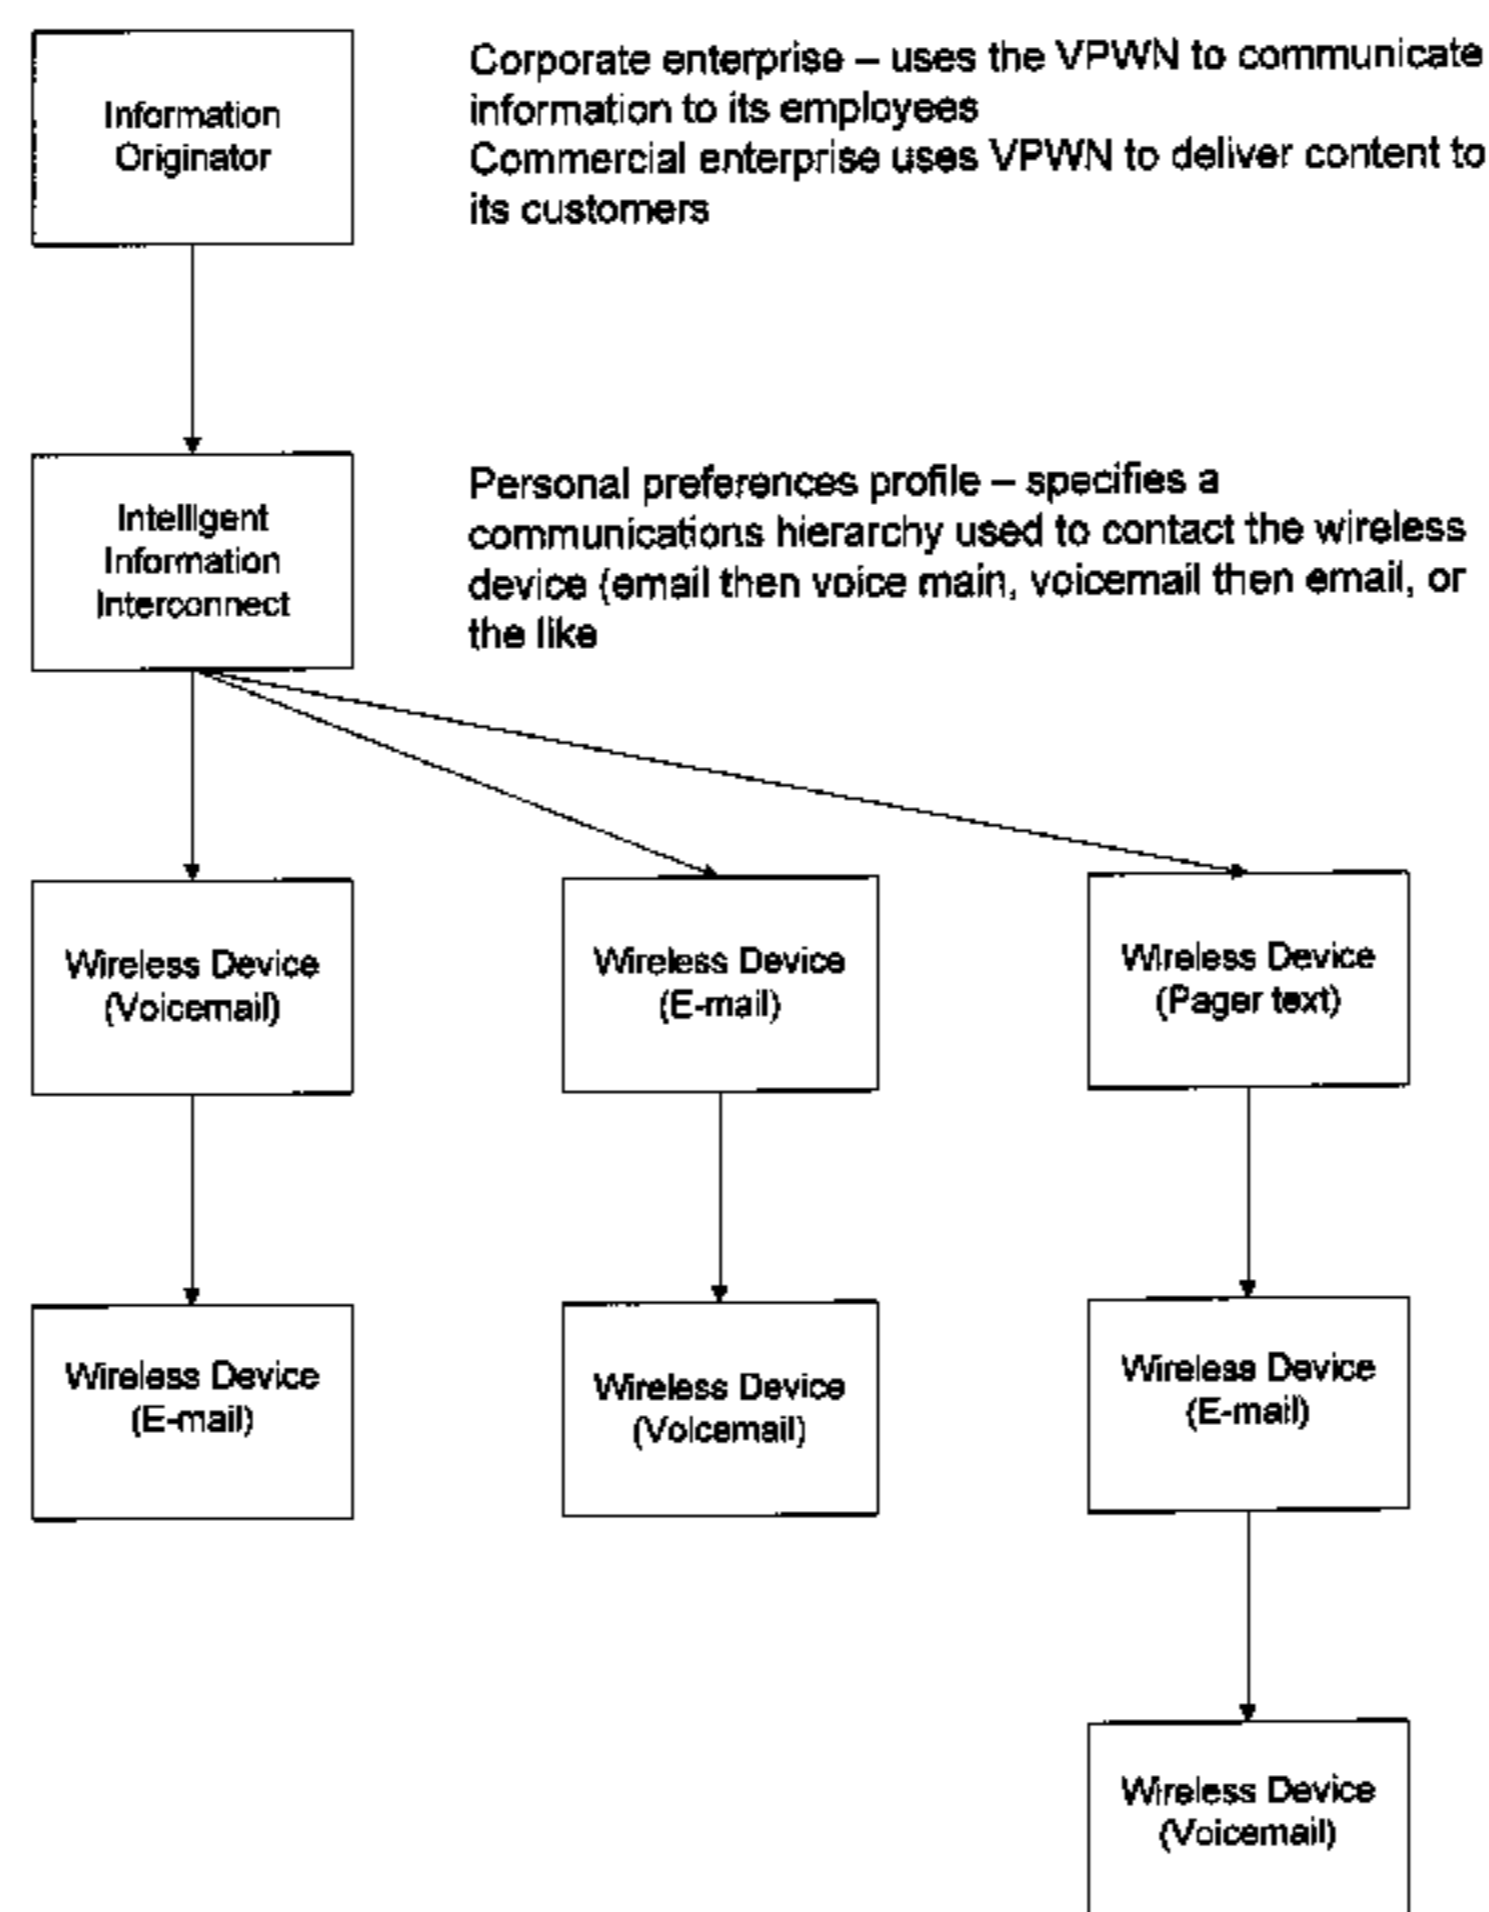 Information
Originator
Corporate enterprise – uses the VPWN to communicate
information to its employees
Commercial enterprise uses VPWN to deliver content to
its customers
Intelligent
Information
Interconnect
Personal preferences profile – specifies a
communications hierarchy used to contact the wireless
device (email then voice main, voicemail then email, or
the like
Wireless Device
(Voicemail)
Wireless Device
(E-mail)
Wireless Device
(Pager text)
Wireless Device
(E-mail)
Wireless Device
(Voicemail)
Wireless Device
(E-mail)
Wireless Device
(Voicemail)